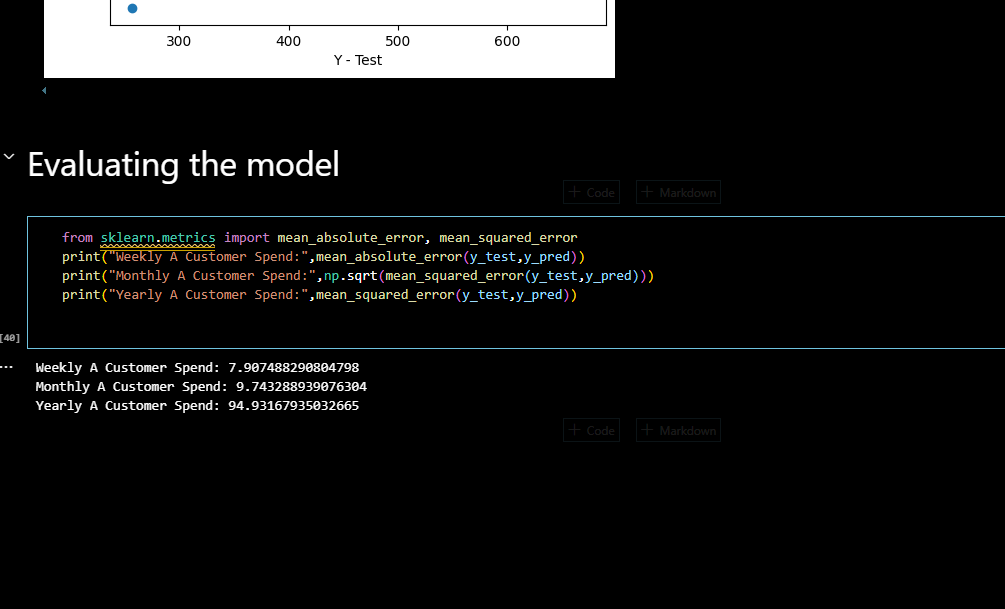 300 400 500 600
Y - Test
Evaluating the model
+ Code + Markdown
from sklearn.metrics import mean_absolute_error, mean_squared_error
print("Weekly A Customer Spend:",mean_absolute_error(y_test,y_pred))
print("Monthly A Customer Spend:",np.sqrt(mean_squared_error(y_test,y_pred)))
print("Yearly A Customer Spend:",mean_squared_error(y_test,y_pred))
[40]
... Weekly A Customer Spend: 7.907488290804798
Monthly A Customer Spend: 9.743288939076304
Yearly A Customer Spend: 94.93167935032665
+ Code + Markdown